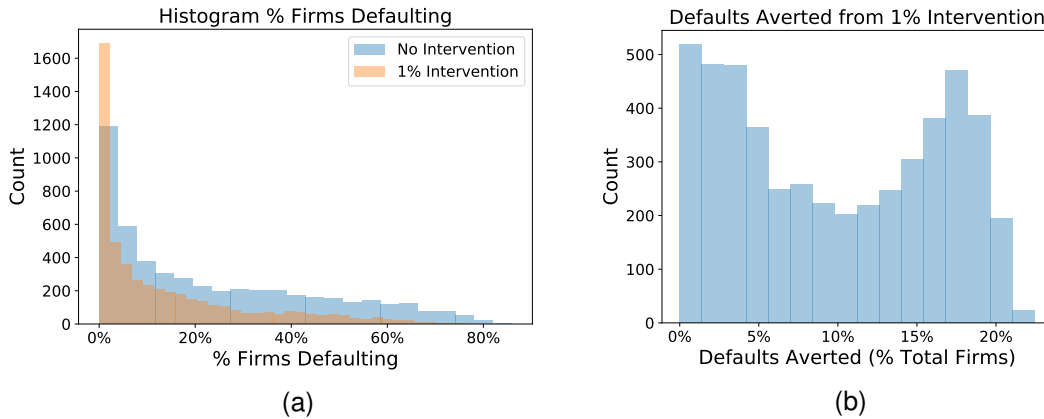 Histogram % Firms Defaulting
No Intervention
1% Intervention
Count
1600
1400
1200
1000
800
600
400
200
0
0%
20%
40%
60%
80%
% Firms Defaulting
(a)
Defaults Averted from 1% Intervention
Count
500
400
300
200
100
0
0%
5%
10%
15%
20%
Defaults Averted (% Total Firms)
(b)